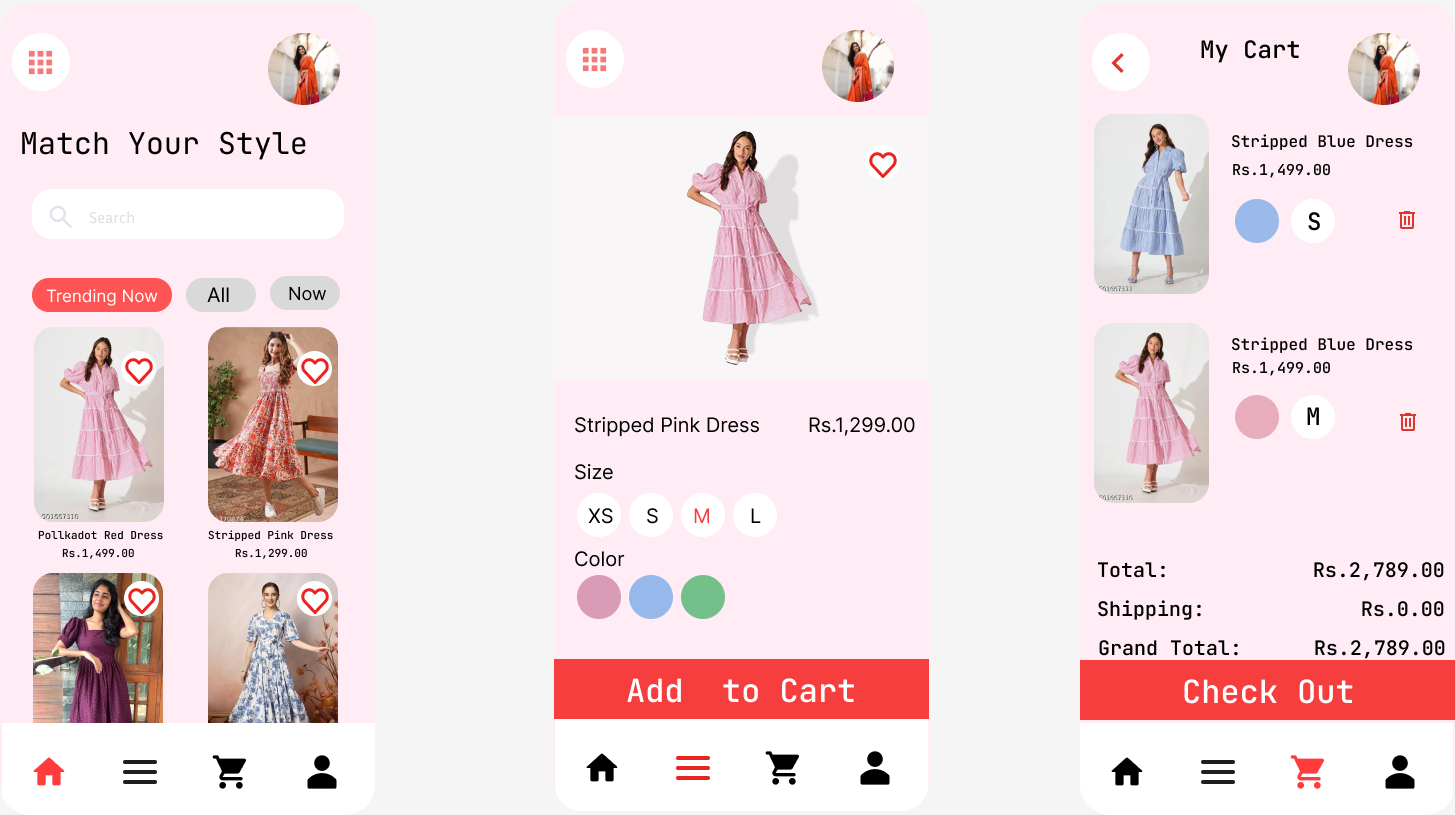 Match Your Style
Search
Trending Now
All
Now
Pollkadot Red Dress
Rs.1,499.00
Stripped Pink Dress
Rs.1,299.00
Stripped Pink Dress
Rs.1,299.00
Size
XS
S
M
L
Color
Add to Cart
My Cart
Stripped Blue Dress
Rs.1,499.00
S
Stripped Blue Dress
Rs.1,499.00
M
Total:
Rs.2,789.00
Shipping:
Rs.0.00
Grand Total:
Rs.2,789.00
Check Out